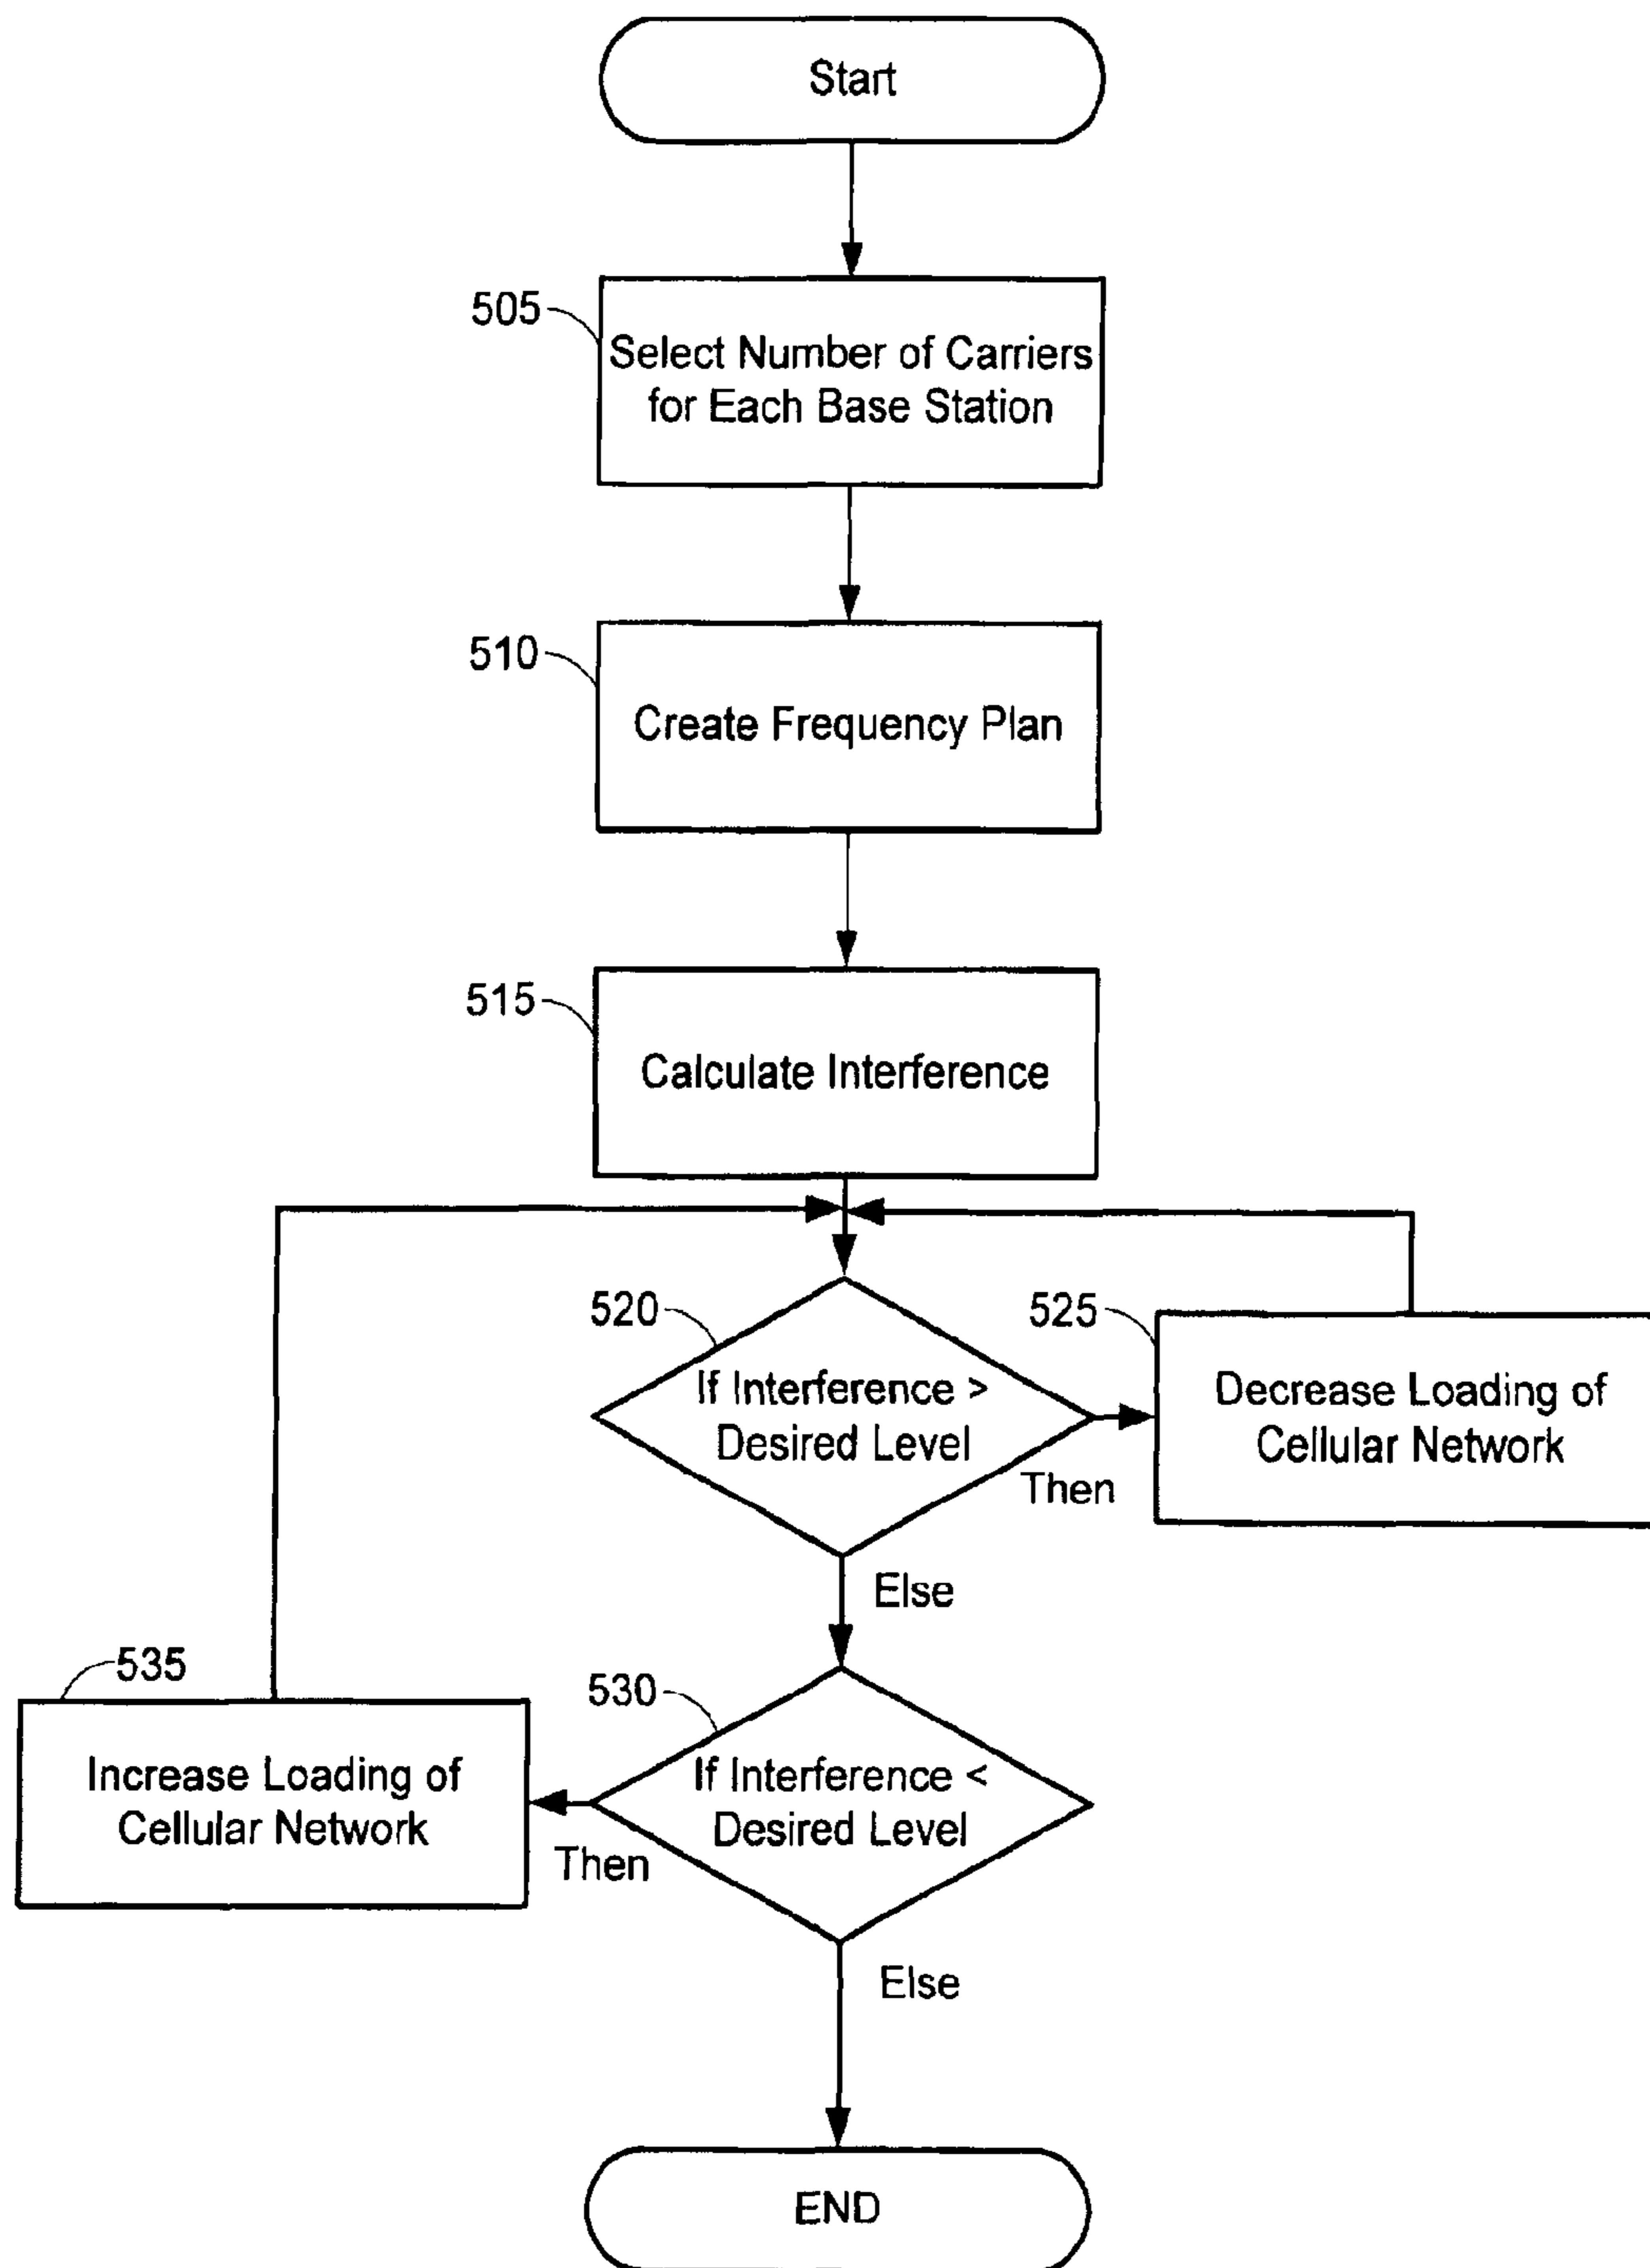 Start
505
Select Number of Carriers
for Each Base Station
510
Create Frequency Plan
515
Calculate Interference
520
If Interference >
Desired Level
Then
525
Decrease Loading of
Cellular Network
Else
535
Increase Loading of
Cellular Network
530
If Interference <
Desired Level
Then
Else
END